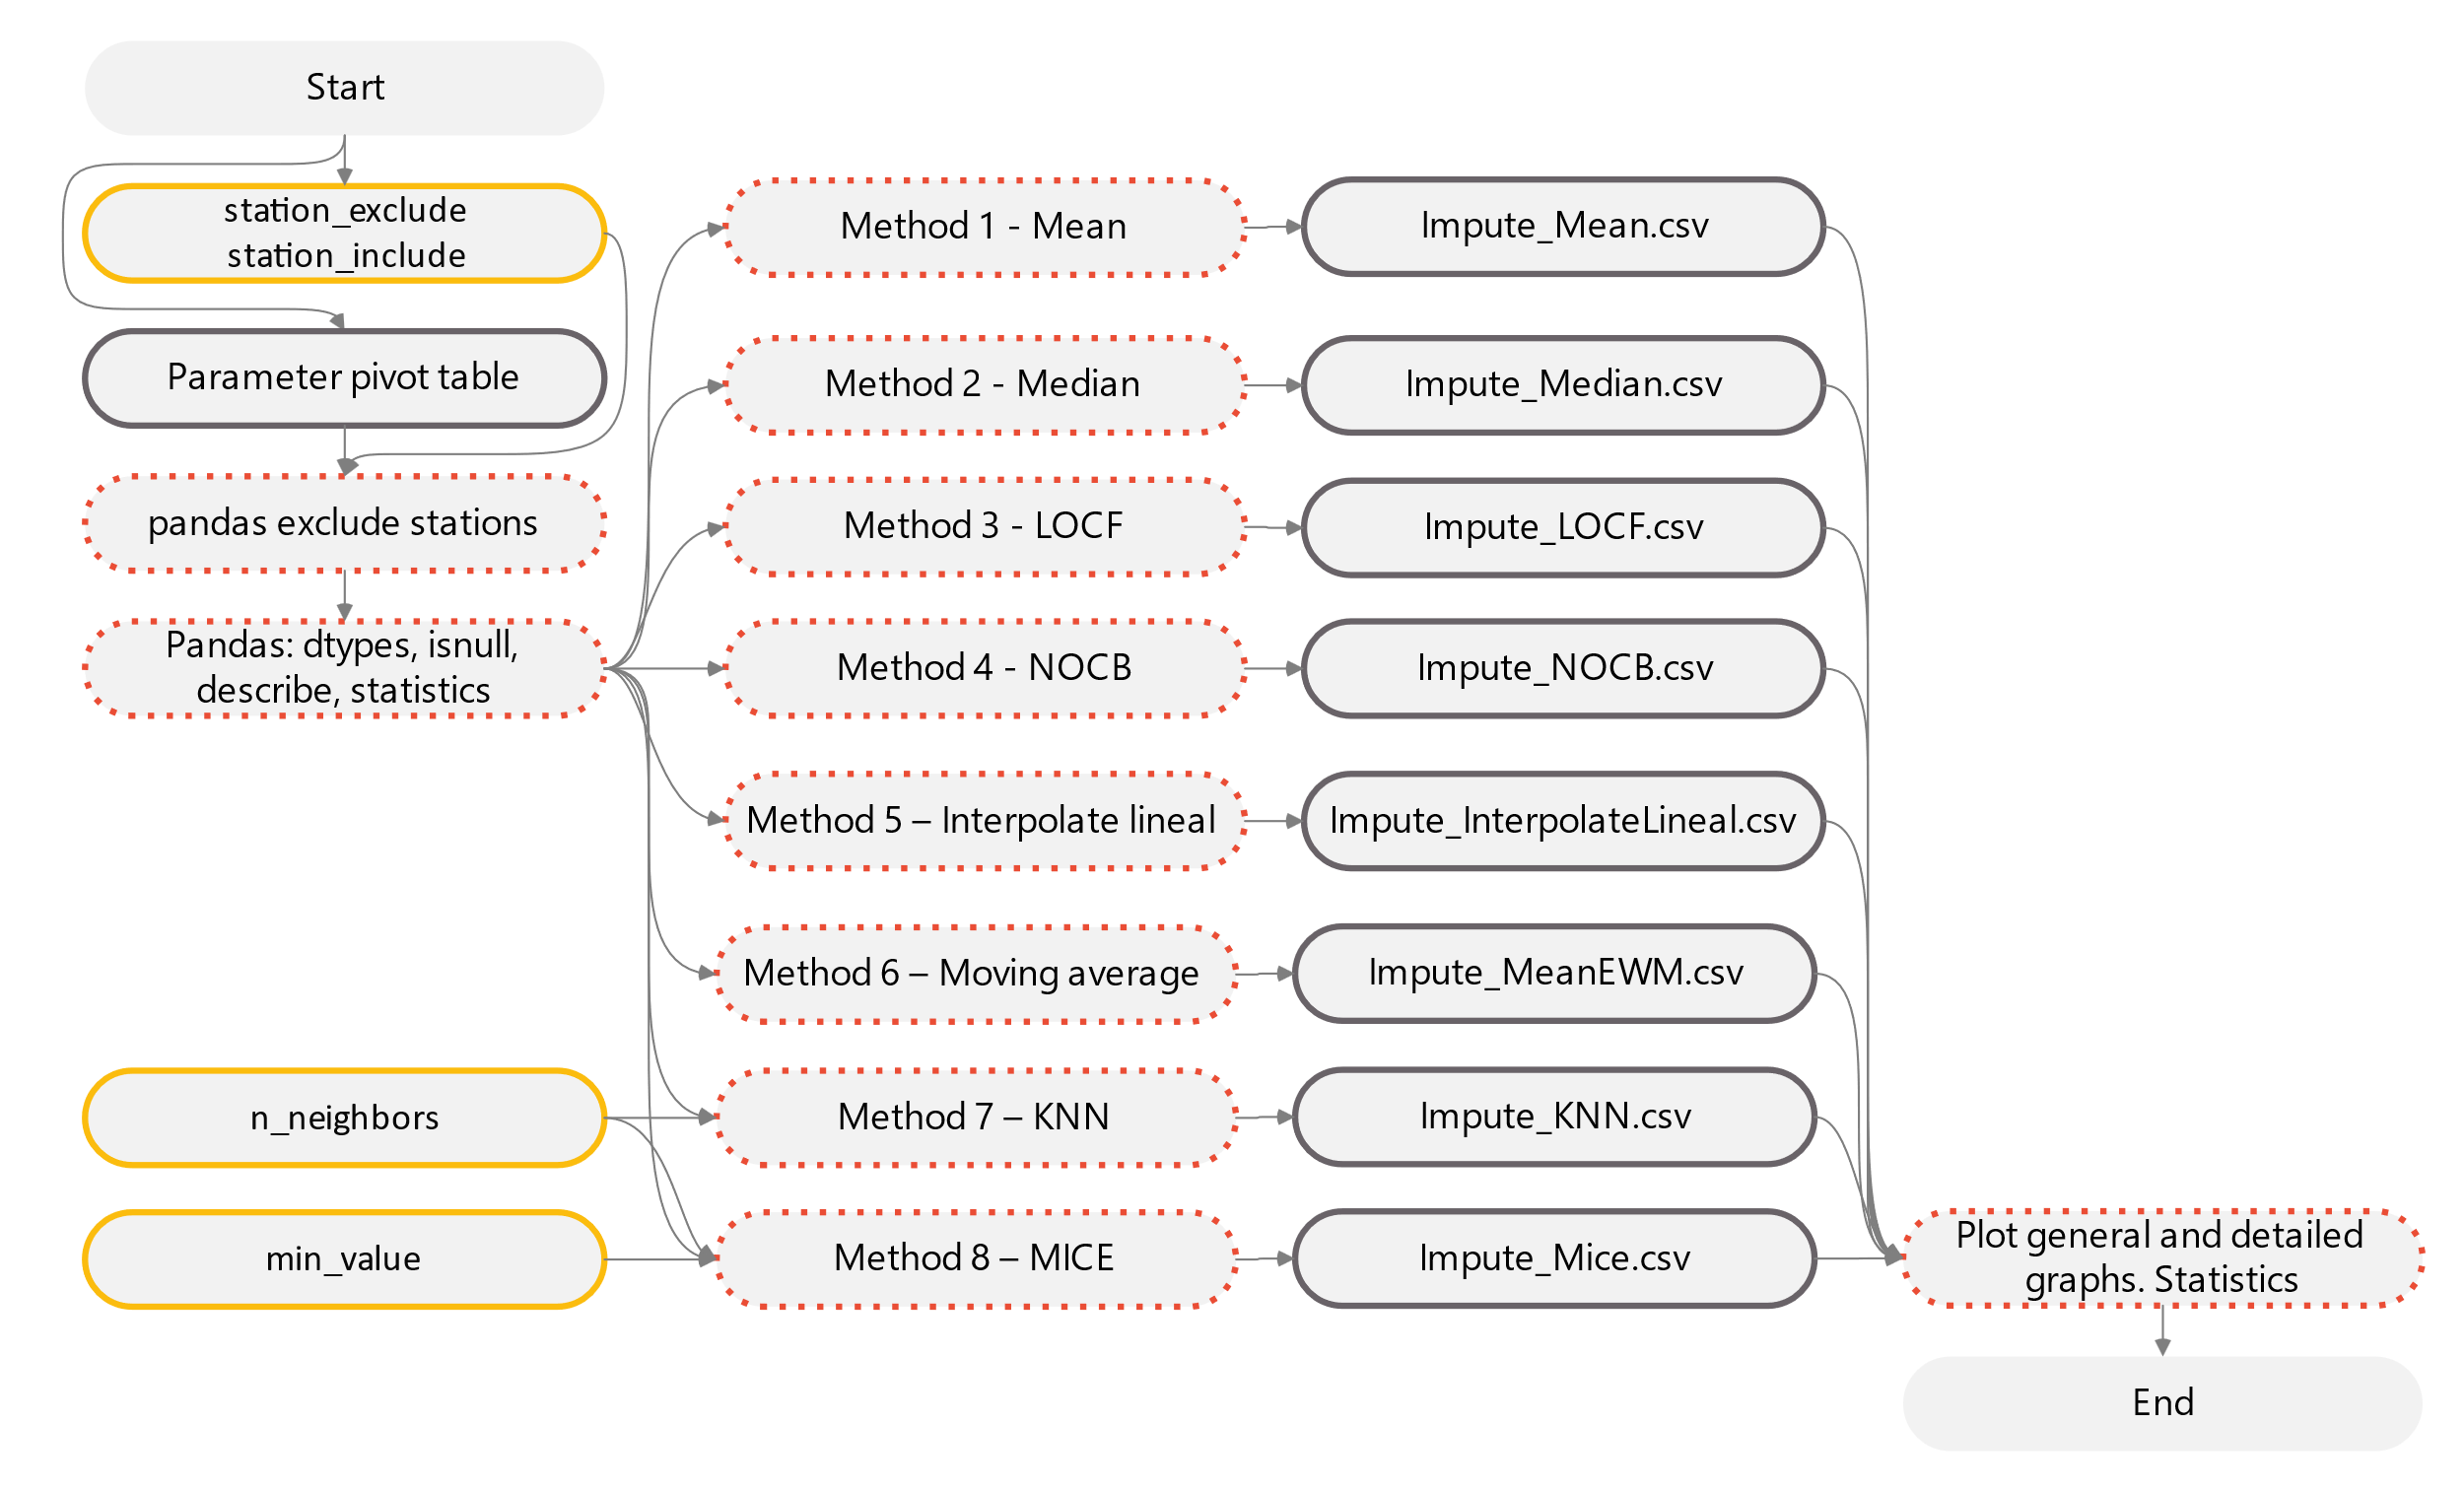 Start
station_exclude
station_include
Parameter pivot table
pandas exclude stations
Pandas: dtypes, isnull,
describe, statistics
n_neighbors
min_value
Method 1 - Mean
Method 2 - Median
Method 3 - LOCF
Method 4 - NOCB
Method 5 – Interpolate lineal
Method 6 – Moving average
Method 7 – KNN
Method 8 – MICE
Impute_Mean.csv
Impute_Median.csv
Impute_LOCF.csv
Impute_NOCB.csv
Impute_InterpolateLineal.csv
Impute_MeanEWM.csv
Impute_KNN.csv
Impute_Mice.csv
Plot general and detailed
graphs. Statistics
End